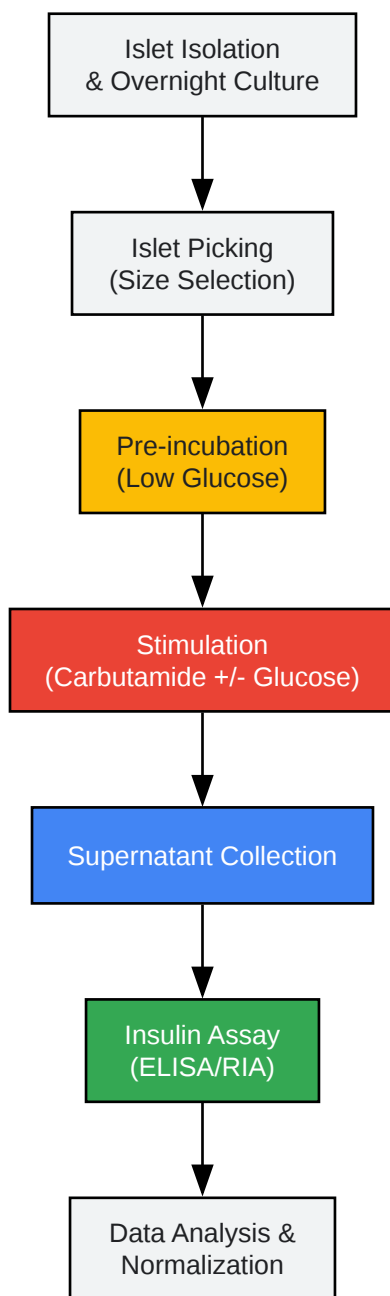 Islet Isolation
& Overnight Culture
Islet Picking
(Size Selection)
Pre-incubation
(Low Glucose)
Stimulation
(Carbutamide +/- Glucose)
Supernatant Collection
Insulin Assay
(ELISA/RIA)
Data Analysis &
Normalization